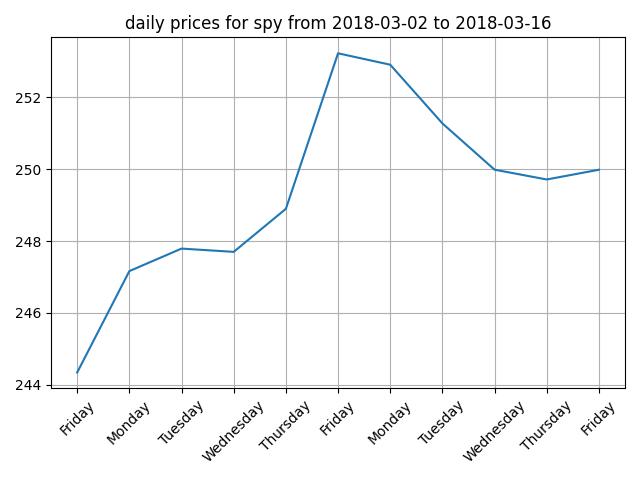 daily prices for spy from 2018-03-02 to 2018-03-16
252
250
248
246
244
Friday
Monday
Tuesday
Wednesday
Thursday
Friday
Monday
Tuesday
Wednesday
Thursday
Friday